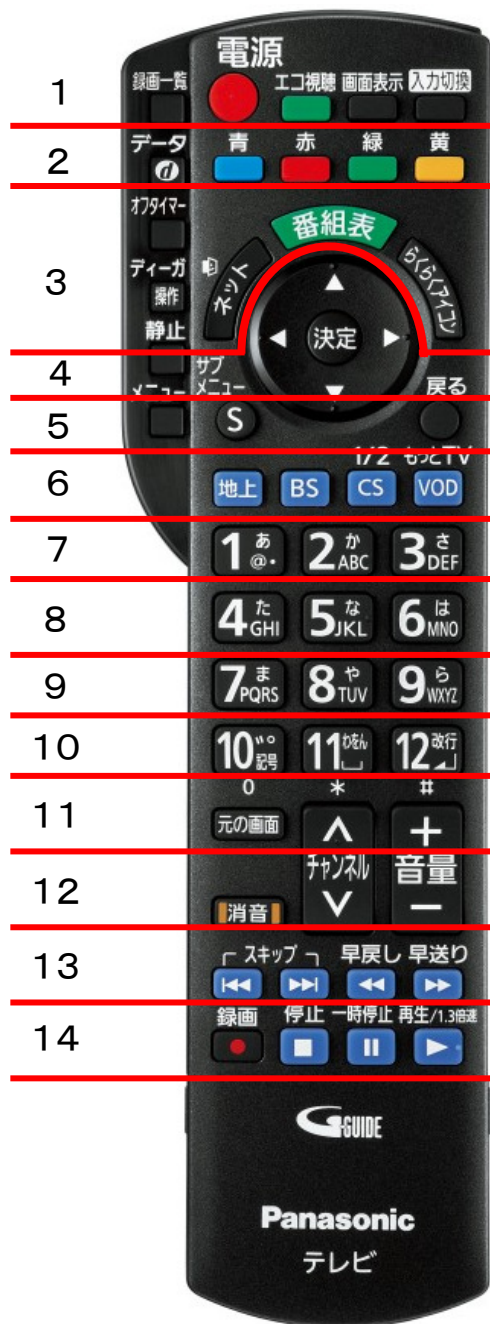 電源
1 録画一覧 エコ視聴 画面表示 入力切換
2 データ 青 赤 緑 黄
d
オフタイマー 番組表
3 ディーガ ネット らくらくアイコン
操作 決定
静止
4 サブ
メニュー メニュー 戻る
5 S
1/2 もっとTV
6 地上 BS CS VOD
7 1 あ @. 2 か ABC 3 さ DEF
8 4 た GHI 5 な JKL 6 は MNO
9 7 ま PQRS 8 や TUV 9 ら WXYZ
10 10 ゛゜ 記号 11 わをん 12 改行
0 * #
11 元の画面 +
12 チャンネル 音量
消音 −
13 スキップ 早戻し 早送り
14 録画 停止 一時停止 再生/1.3倍速
G-GUIDE
Panasonic
テレビ